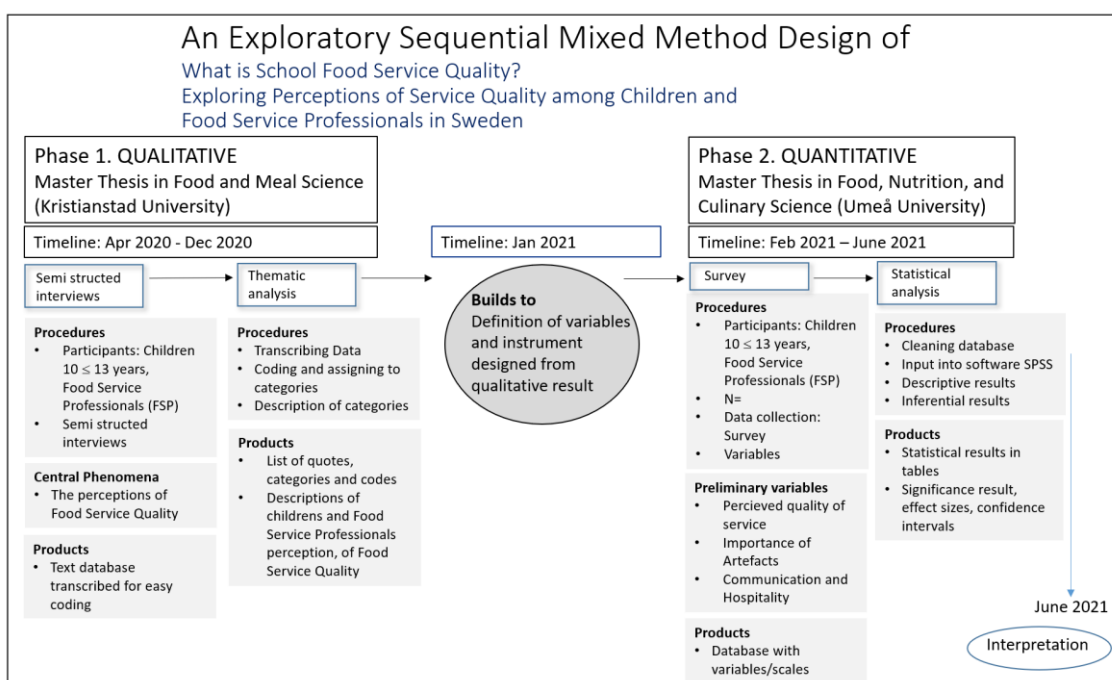 An Exploratory Sequential Mixed Method Design of
What is School Food Service Quality?
Exploring Perceptions of Service Quality among Children and
Food Service Professionals in Sweden
Phase 1. QUALITATIVE
Master Thesis in Food and Meal Science
(Kristianstad University)
Timeline: Apr 2020 - Dec 2020
Semi structed
interviews
Procedures
• Participants: Children
10 ≤ 13 years,
Food Service
Professionals (FSP)
• Semi structed
interviews
Central Phenomena
• The perceptions of
Food Service Quality
Products
• Text database
transcribed for easy
coding
Thematic
analysis
Procedures
• Transcribing Data
• Coding and assigning to
categories
• Description of categories
Products
• List of quotes,
categories and codes
• Descriptions of
childrens and Food
Service Professionals
perception, of Food
Service Quality
Timeline: Jan 2021
Builds to
Definition of variables
and instrument
designed from
qualitative result
Phase 2. QUANTITATIVE
Master Thesis in Food, Nutrition, and
Culinary Science (Umeå University)
Timeline: Feb 2021 – June 2021
Survey
Procedures
• Participants: Children
10 ≤ 13 years,
Food Service
Professionals (FSP)
• N=
• Data collection:
Survey
• Variables
Preliminary variables
• Percieved quality of
service
• Importance of
Artefacts
• Communication and
Hospitality
Products
• Database with
variables/scales
Statistical
analysis
Procedures
• Cleaning database
• Input into software SPSS
• Descriptive results
• Inferential results
Products
• Statistical results in
tables
• Significance result,
effect sizes, confidence
intervals
June 2021
Interpretation